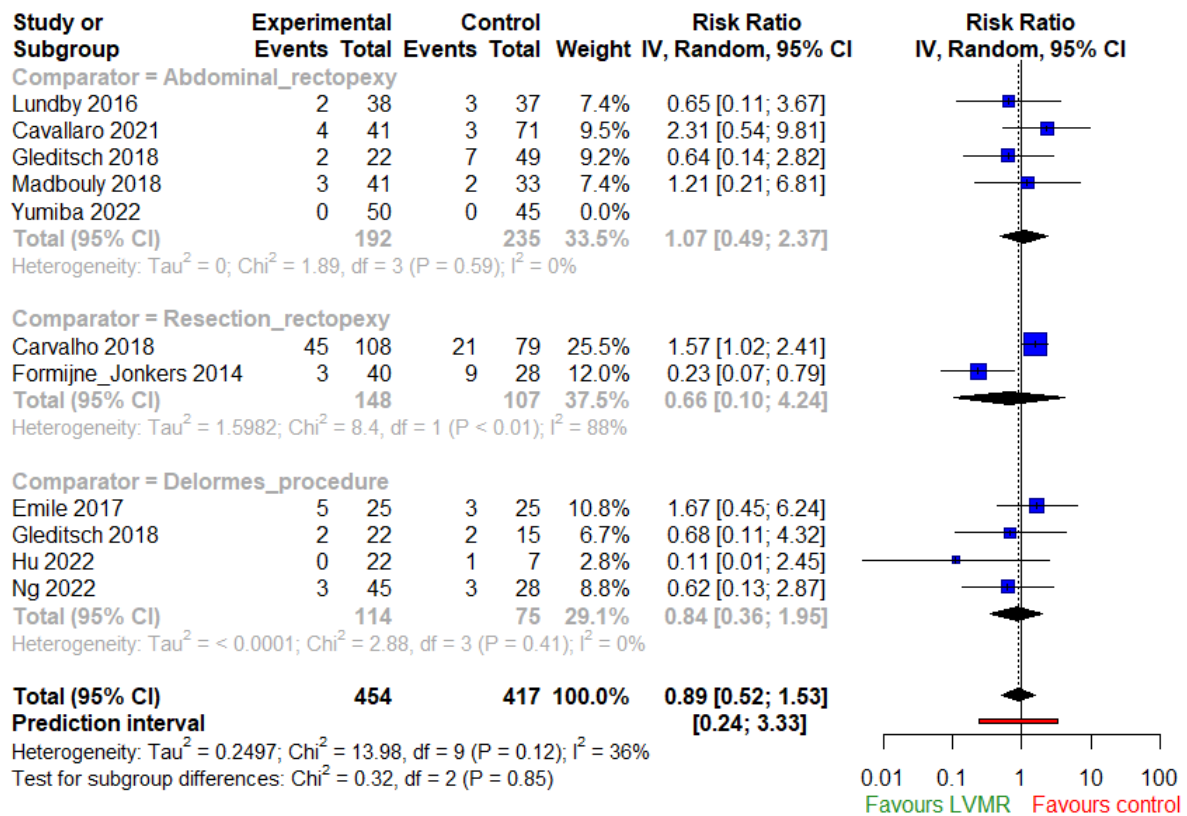 Study or Experimental Control Risk Ratio Risk Ratio
Subgroup Events Total Events Total Weight IV, Random, 95% CI IV, Random, 95% CI
Comparator = Abdominal_rectopexy
Lundby 2016 2 38 3 37 7.4% 0.65 [0.11; 3.67]
Cavallaro 2021 4 41 3 71 9.5% 2.31 [0.54; 9.81]
Gleditsch 2018 2 22 7 49 9.2% 0.64 [0.14; 2.82]
Madbouly 2018 3 41 2 33 7.4% 1.21 [0.21; 6.81]
Yumiba 2022 0 50 0 45 0.0%
Total (95% CI) 192 235 33.5% 1.07 [0.49; 2.37]
Heterogeneity: Tau² = 0; Chi² = 1.89, df = 3 (P = 0.59); I² = 0%
Comparator = Resection_rectopexy
Carvalho 2018 45 108 21 79 25.5% 1.57 [1.02; 2.41]
Formijne_Jonkers 2014 3 40 9 28 12.0% 0.23 [0.07; 0.79]
Total (95% CI) 148 107 37.5% 0.66 [0.10; 4.24]
Heterogeneity: Tau² = 1.5982; Chi² = 8.4, df = 1 (P < 0.01); I² = 88%
Comparator = Delormes_procedure
Emile 2017 5 25 3 25 10.8% 1.67 [0.45; 6.24]
Gleditsch 2018 2 22 2 15 6.7% 0.68 [0.11; 4.32]
Hu 2022 0 22 1 7 2.8% 0.11 [0.01; 2.45]
Ng 2022 3 45 3 28 8.8% 0.62 [0.13; 2.87]
Total (95% CI) 114 75 29.1% 0.84 [0.36; 1.95]
Heterogeneity: Tau² = < 0.0001; Chi² = 2.88, df = 3 (P = 0.41); I² = 0%
Total (95% CI) 454 417 100.0% 0.89 [0.52; 1.53]
Prediction interval [0.24; 3.33]
Heterogeneity: Tau² = 0.2497; Chi² = 13.98, df = 9 (P = 0.12); I² = 36%
Test for subgroup differences: Chi² = 0.32, df = 2 (P = 0.85)
0.01 0.1 1 10 100
Favours LVMR Favours control